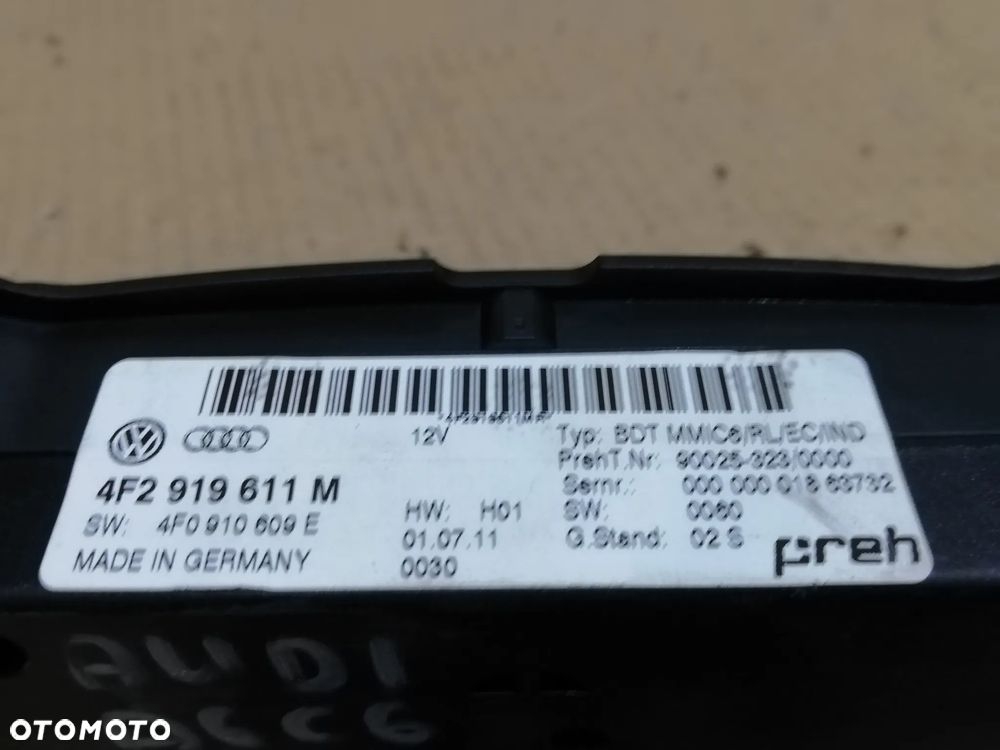 12V
Typ: BDT MMIC6/RL/EC/IND
PrehT.Nr: 90025-323/0000
4F2 919 611 M
Sernr.: 000 000 018 63732
HW: H01
SW: 0060
SW: 4F0 910 609 E
01.07.11
G.Stand: 02 S
preh
MADE IN GERMANY
0030
AUDI
OTOMOTO